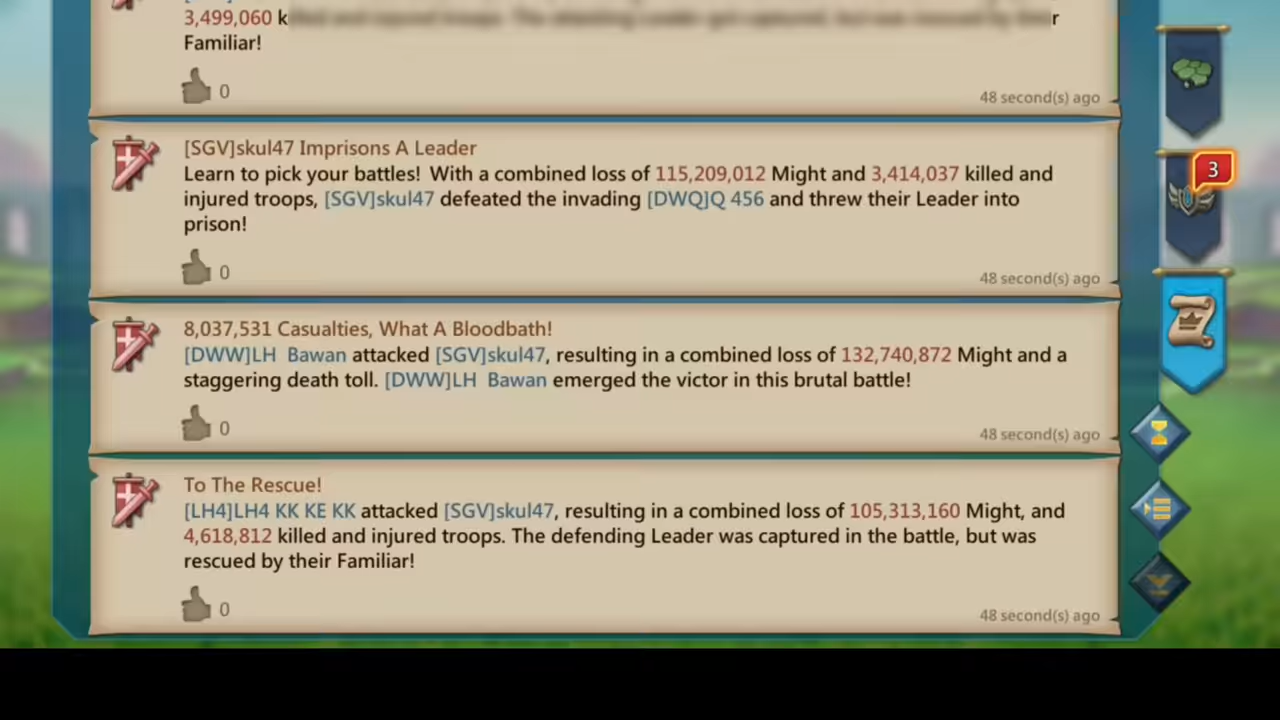 3,499,060 k
Familiar!
0
48 second(s) ago
[SGV]skul47 Imprisons A Leader
Learn to pick your battles! With a combined loss of 115,209,012 Might and 3,414,037 killed and
injured troops, [SGV]skul47 defeated the invading [DWQ]Q 456 and threw their Leader into
prison!
0
48 second(s) ago
3
8,037,531 Casualties, What A Bloodbath!
[DWW]LH  Bawan attacked [SGV]skul47, resulting in a combined loss of 132,740,872 Might and a
staggering death toll. [DWW]LH  Bawan emerged the victor in this brutal battle!
0
48 second(s) ago
To The Rescue!
[LH4]LH4 KK KE KK attacked [SGV]skul47, resulting in a combined loss of 105,313,160 Might, and
4,618,812 killed and injured troops. The defending Leader was captured in the battle, but was
rescued by their Familiar!
0
48 second(s) ago